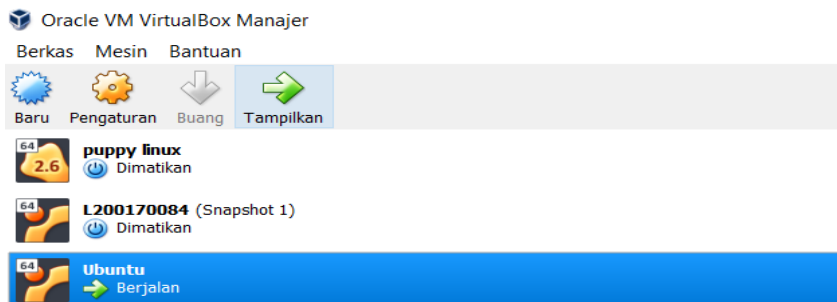 Oracle VM VirtualBox Manajer
Berkas Mesin Bantuan
Baru Pengaturan Buang Tampilkan
64
2.6
puppy linux
Dimatikan
64
L200170084 (Snapshot 1)
Dimatikan
64
Ubuntu
Berjalan